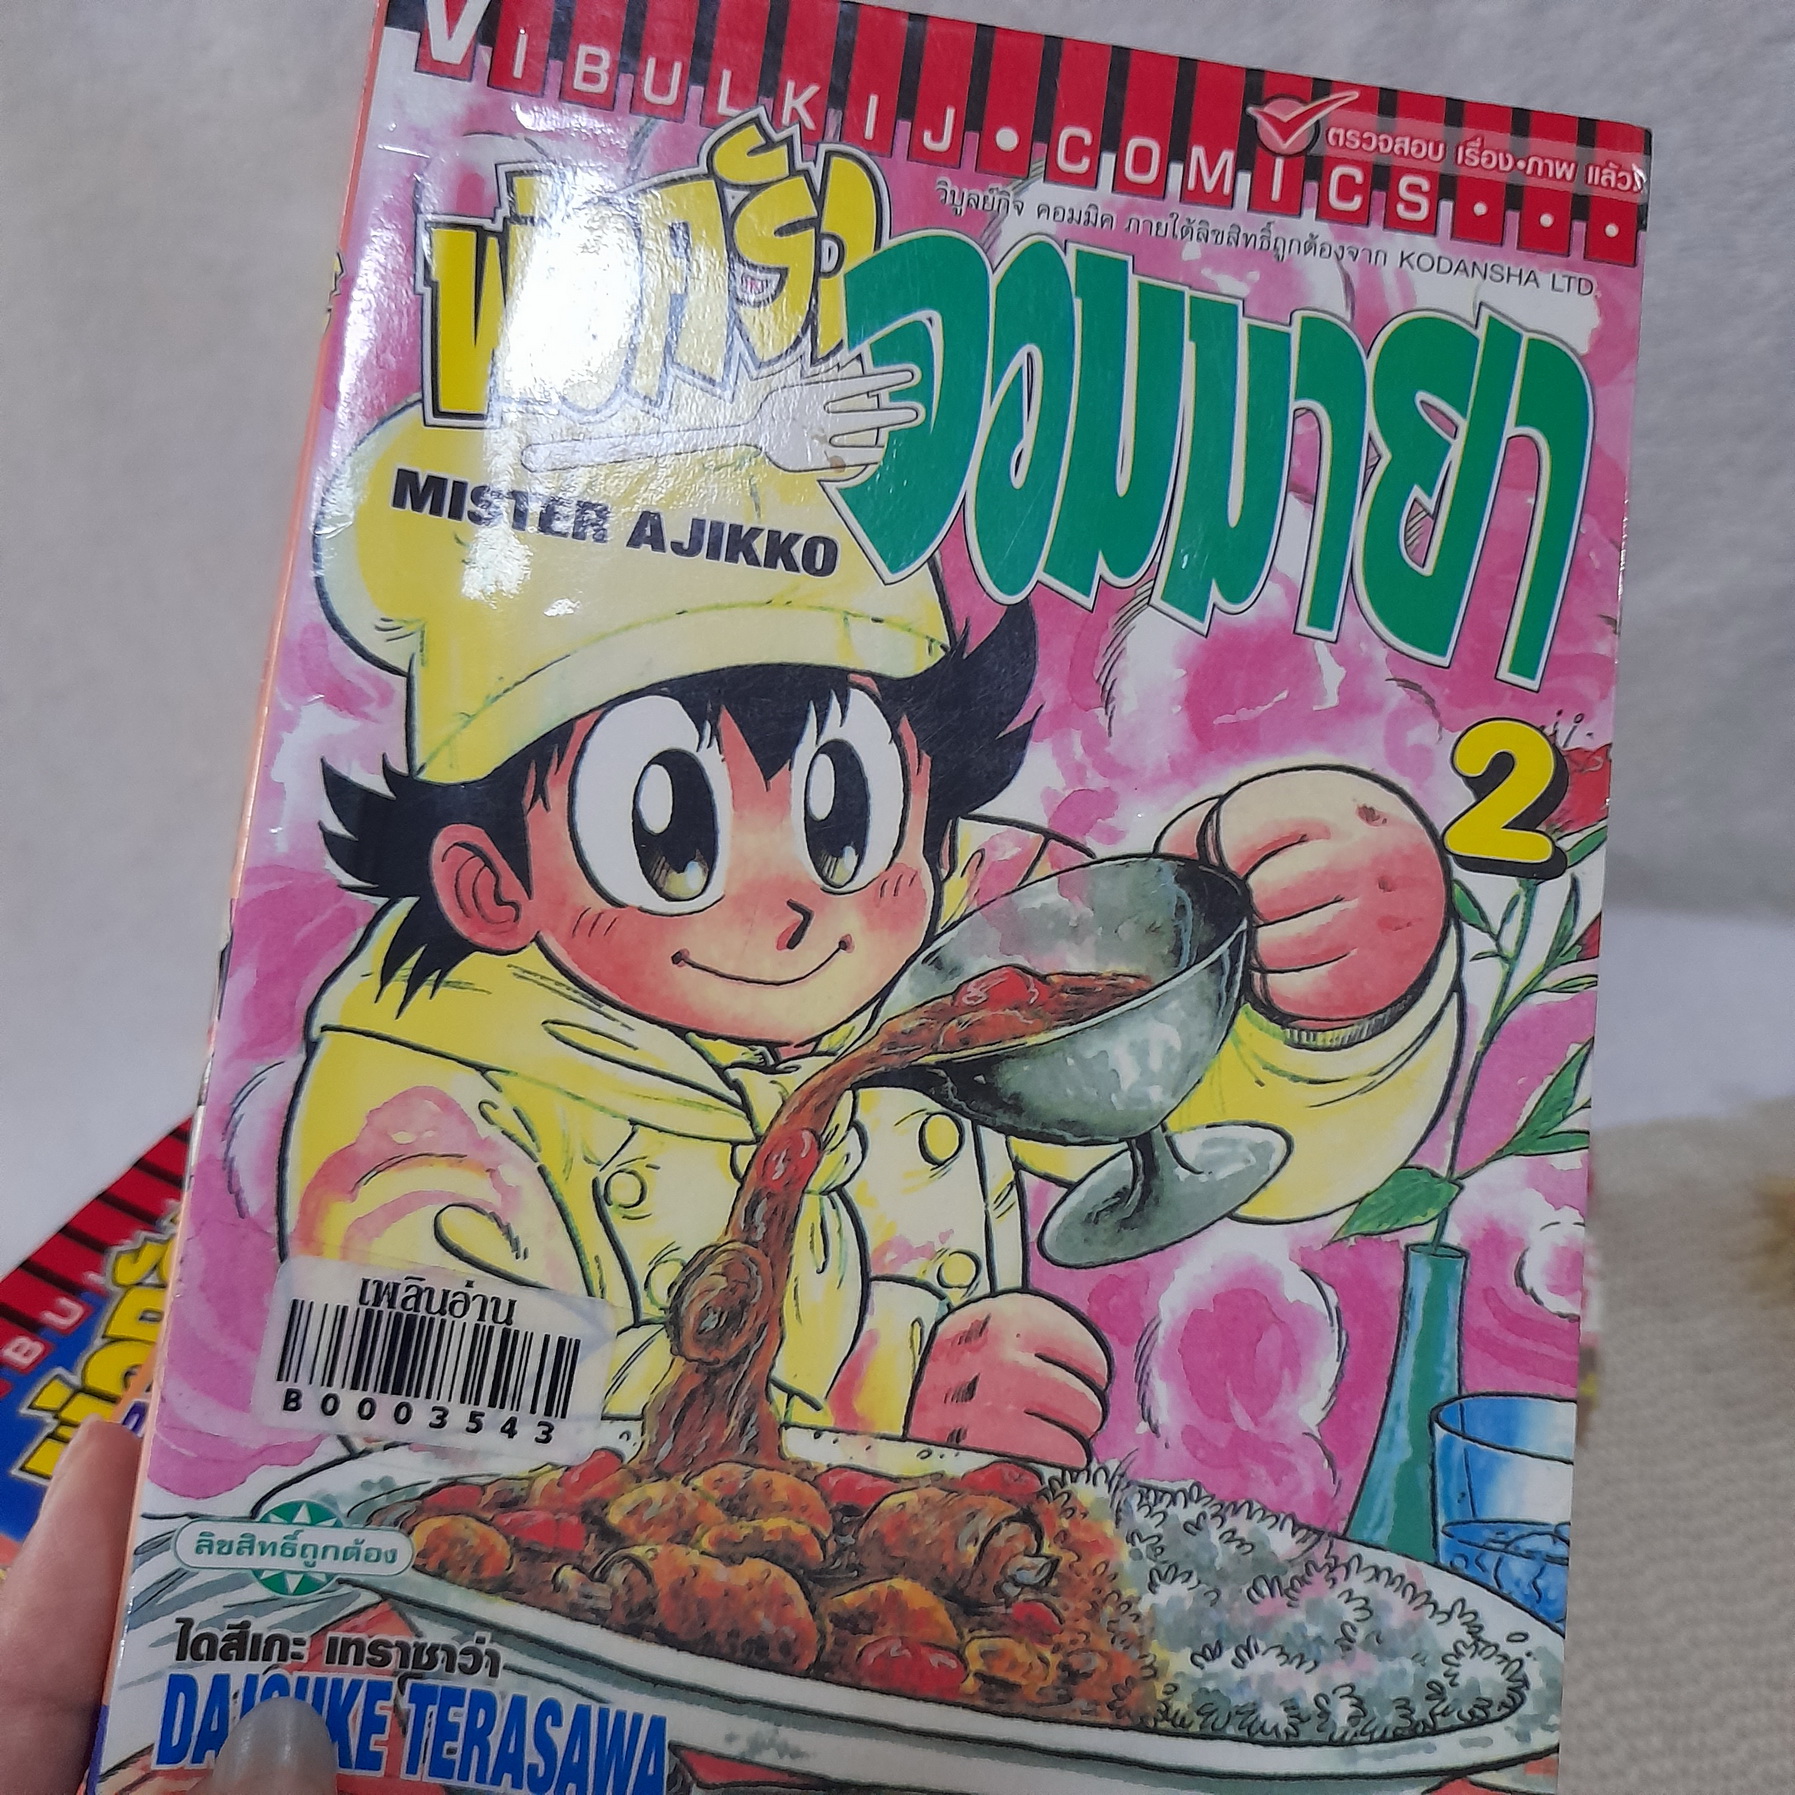 VIBULKIJ•COMICS•••
ตรวจสอบ เรื่อง•ภาพ แล้ว
วิบูลย์กิจ คอมมิค ภายใต้ลิขสิทธิ์ถูกต้องจาก KODANSHA LTD.
พ่อครัว
จอมมายา
MISTER AJIKKO
2
เพลินอ่าน
B0003543
ลิขสิทธิ์ถูกต้อง
ไดสึเกะ เทราซาว่า
DAISUKE TERASAWA